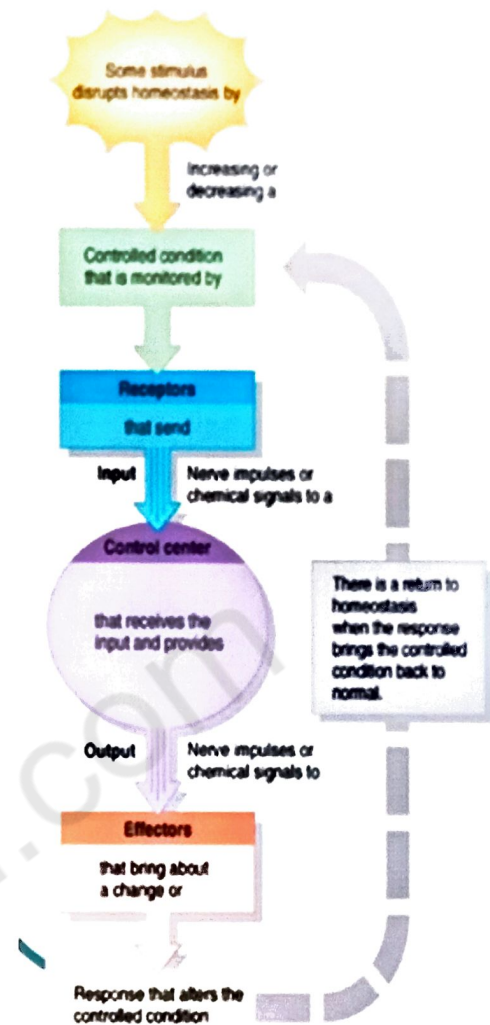 Some stimulus
disrupts homeostasis by
Increasing or
decreasing a
Controlled condition
that is monitored by
Receptors
that send
Input
Nerve impulses or
chemical signals to a
Control center
that receives the
input and provides
Output
Nerve impulses or
chemical signals to
Effectors
that bring about
a change or
Response that alters the
controlled condition
There is a return to
homeostasis
when the response
brings the controlled
condition back to
normal.
.com